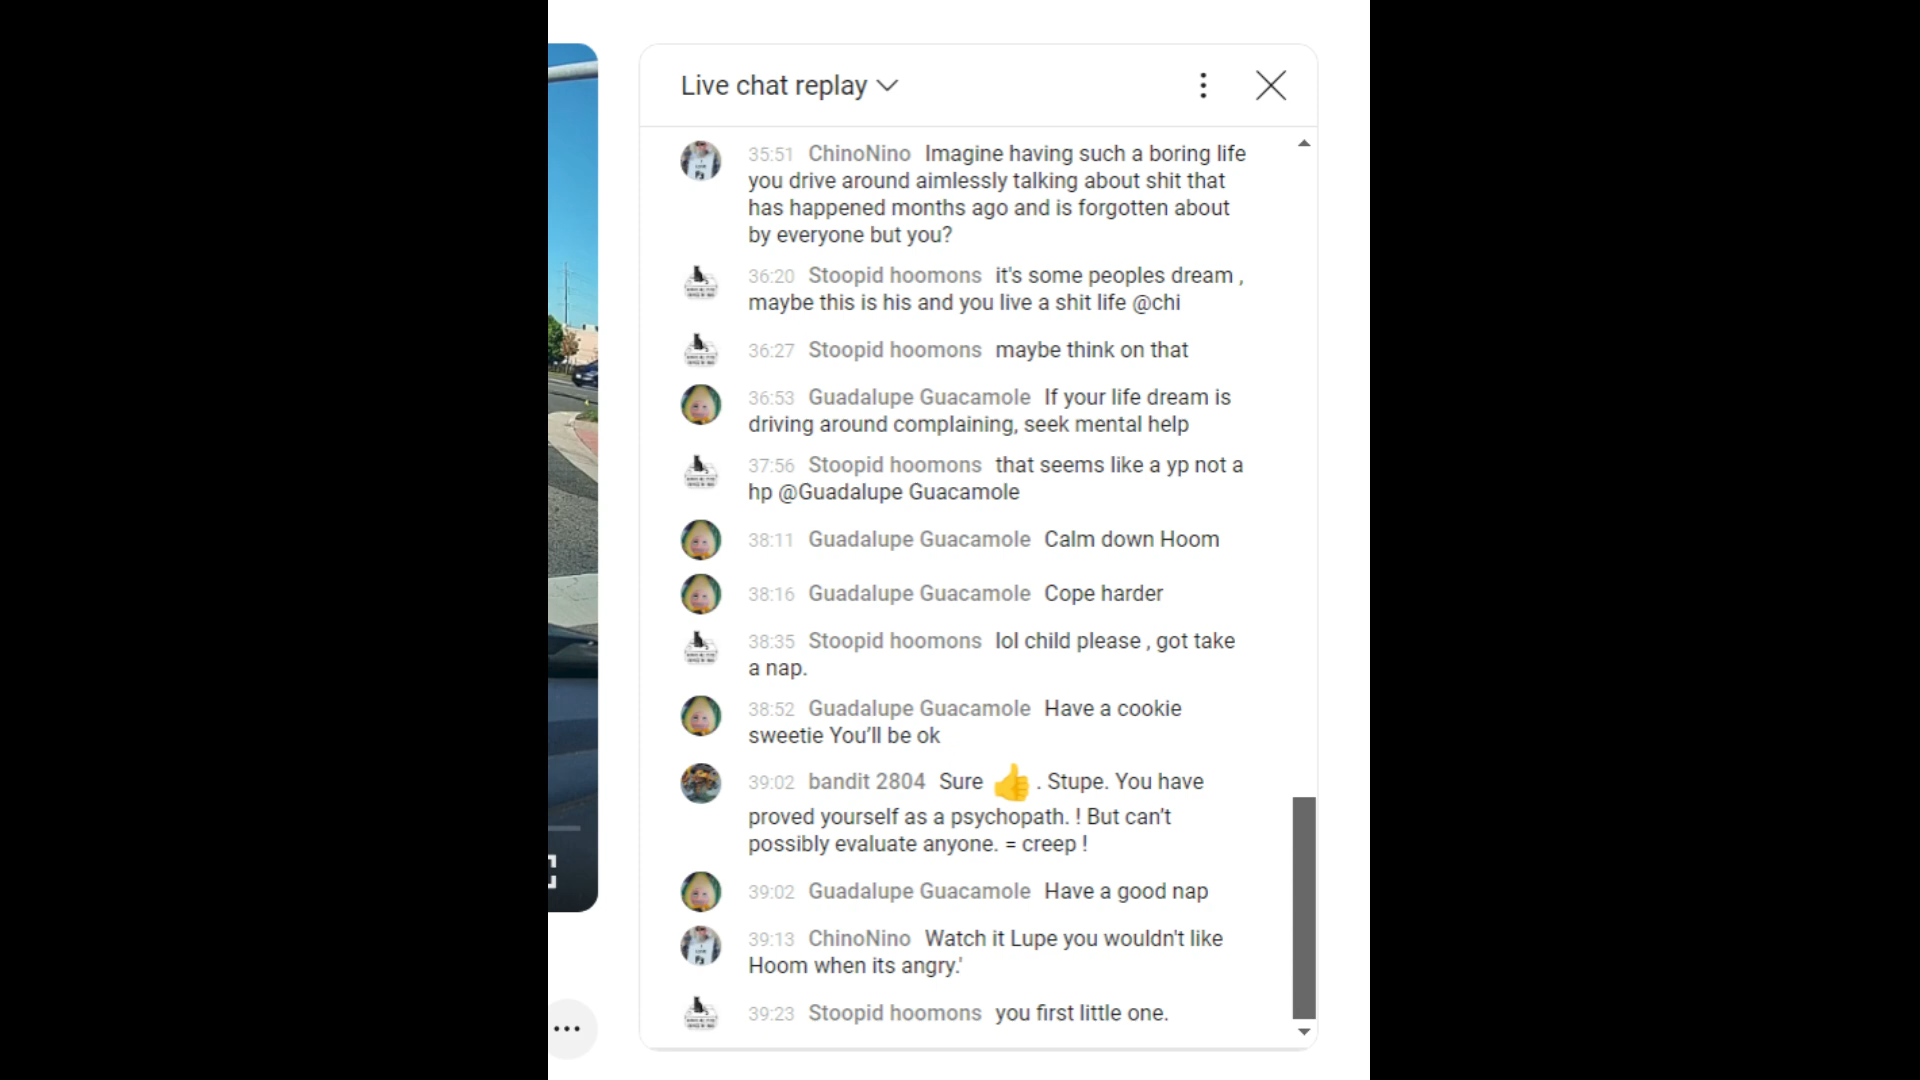 Live chat replay
35:51 ChinoNino Imagine having such a boring life
you drive around aimlessly talking about shit that
has happened months ago and is forgotten about
by everyone but you?
36:20 Stoopid hoomons it's some peoples dream ,
maybe this is his and you live a shit life @chi
36:27 Stoopid hoomons maybe think on that
36:53 Guadalupe Guacamole If your life dream is
driving around complaining, seek mental help
37:56 Stoopid hoomons that seems like a yp not a
hp @Guadalupe Guacamole
38:11 Guadalupe Guacamole Calm down Hoom
38:16 Guadalupe Guacamole Cope harder
38:35 Stoopid hoomons lol child please , got take
a nap.
38:52 Guadalupe Guacamole Have a cookie
sweetie You’ll be ok
39:02 bandit 2804 Sure 👍 . Stupe. You have
proved yourself as a psychopath. ! But can’t
possibly evaluate anyone. = creep !
39:02 Guadalupe Guacamole Have a good nap
39:13 ChinoNino Watch it Lupe you wouldn't like
Hoom when its angry.'
39:23 Stoopid hoomons you first little one.